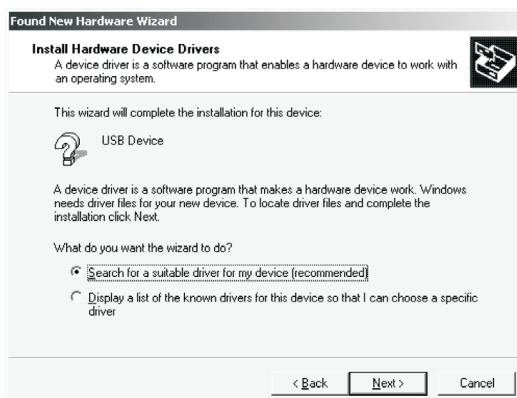 Found New Hardware Wizard
Install Hardware Device Drivers
A device driver is a software program that enables a hardware device to work with
an operating system.
This wizard will complete the installation for this device:
USB Device
A device driver is a software program that makes a hardware device work. Windows
needs driver files for your new device. To locate driver files and complete the
installation click Next.
What do you want the wizard to do?
Search for a suitable driver for my device (recommended)
Display a list of the known drivers for this device so that I can choose a specific
driver
< Back
Next >
Cancel